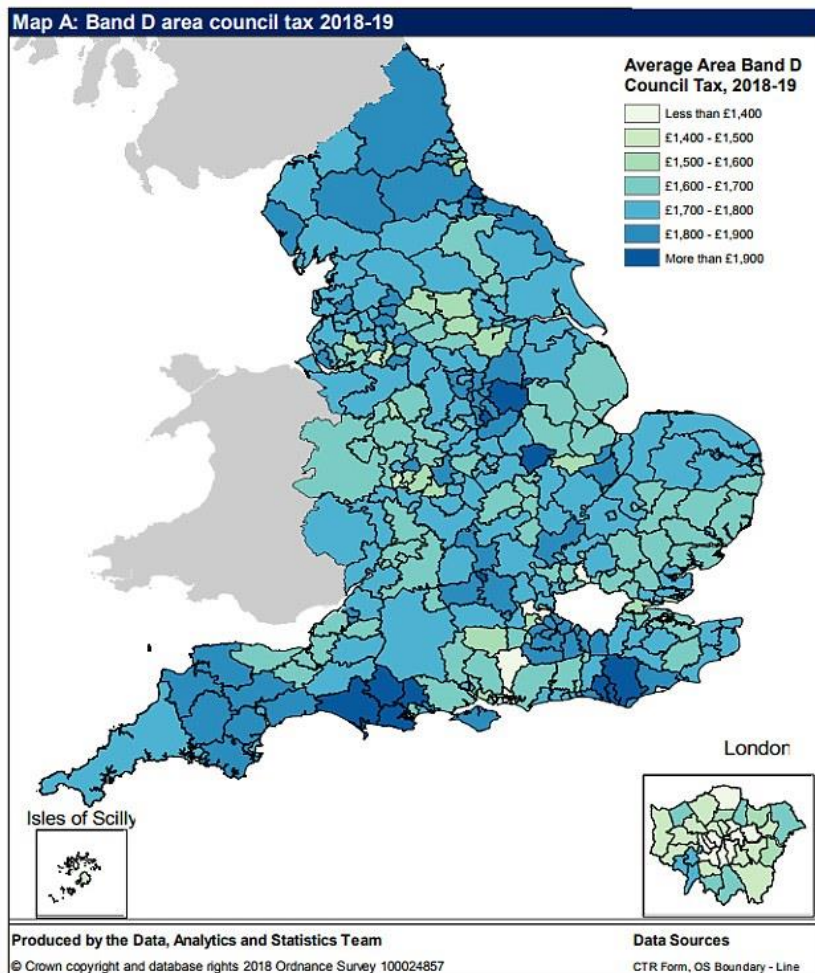 Map A: Band D area council tax 2018-19
Average Area Band D
Council Tax, 2018-19
Less than £1,400
£1,400 - £1,500
£1,500 - £1,600
£1,600 - £1,700
£1,700 - £1,800
£1,800 - £1,900
More than £1,900
London
Isles of Scilly
Produced by the Data, Analytics and Statistics Team
Data Sources
© Crown copyright and database rights 2018 Ordnance Survey 100024857
CTR Form, OS Boundary - Line